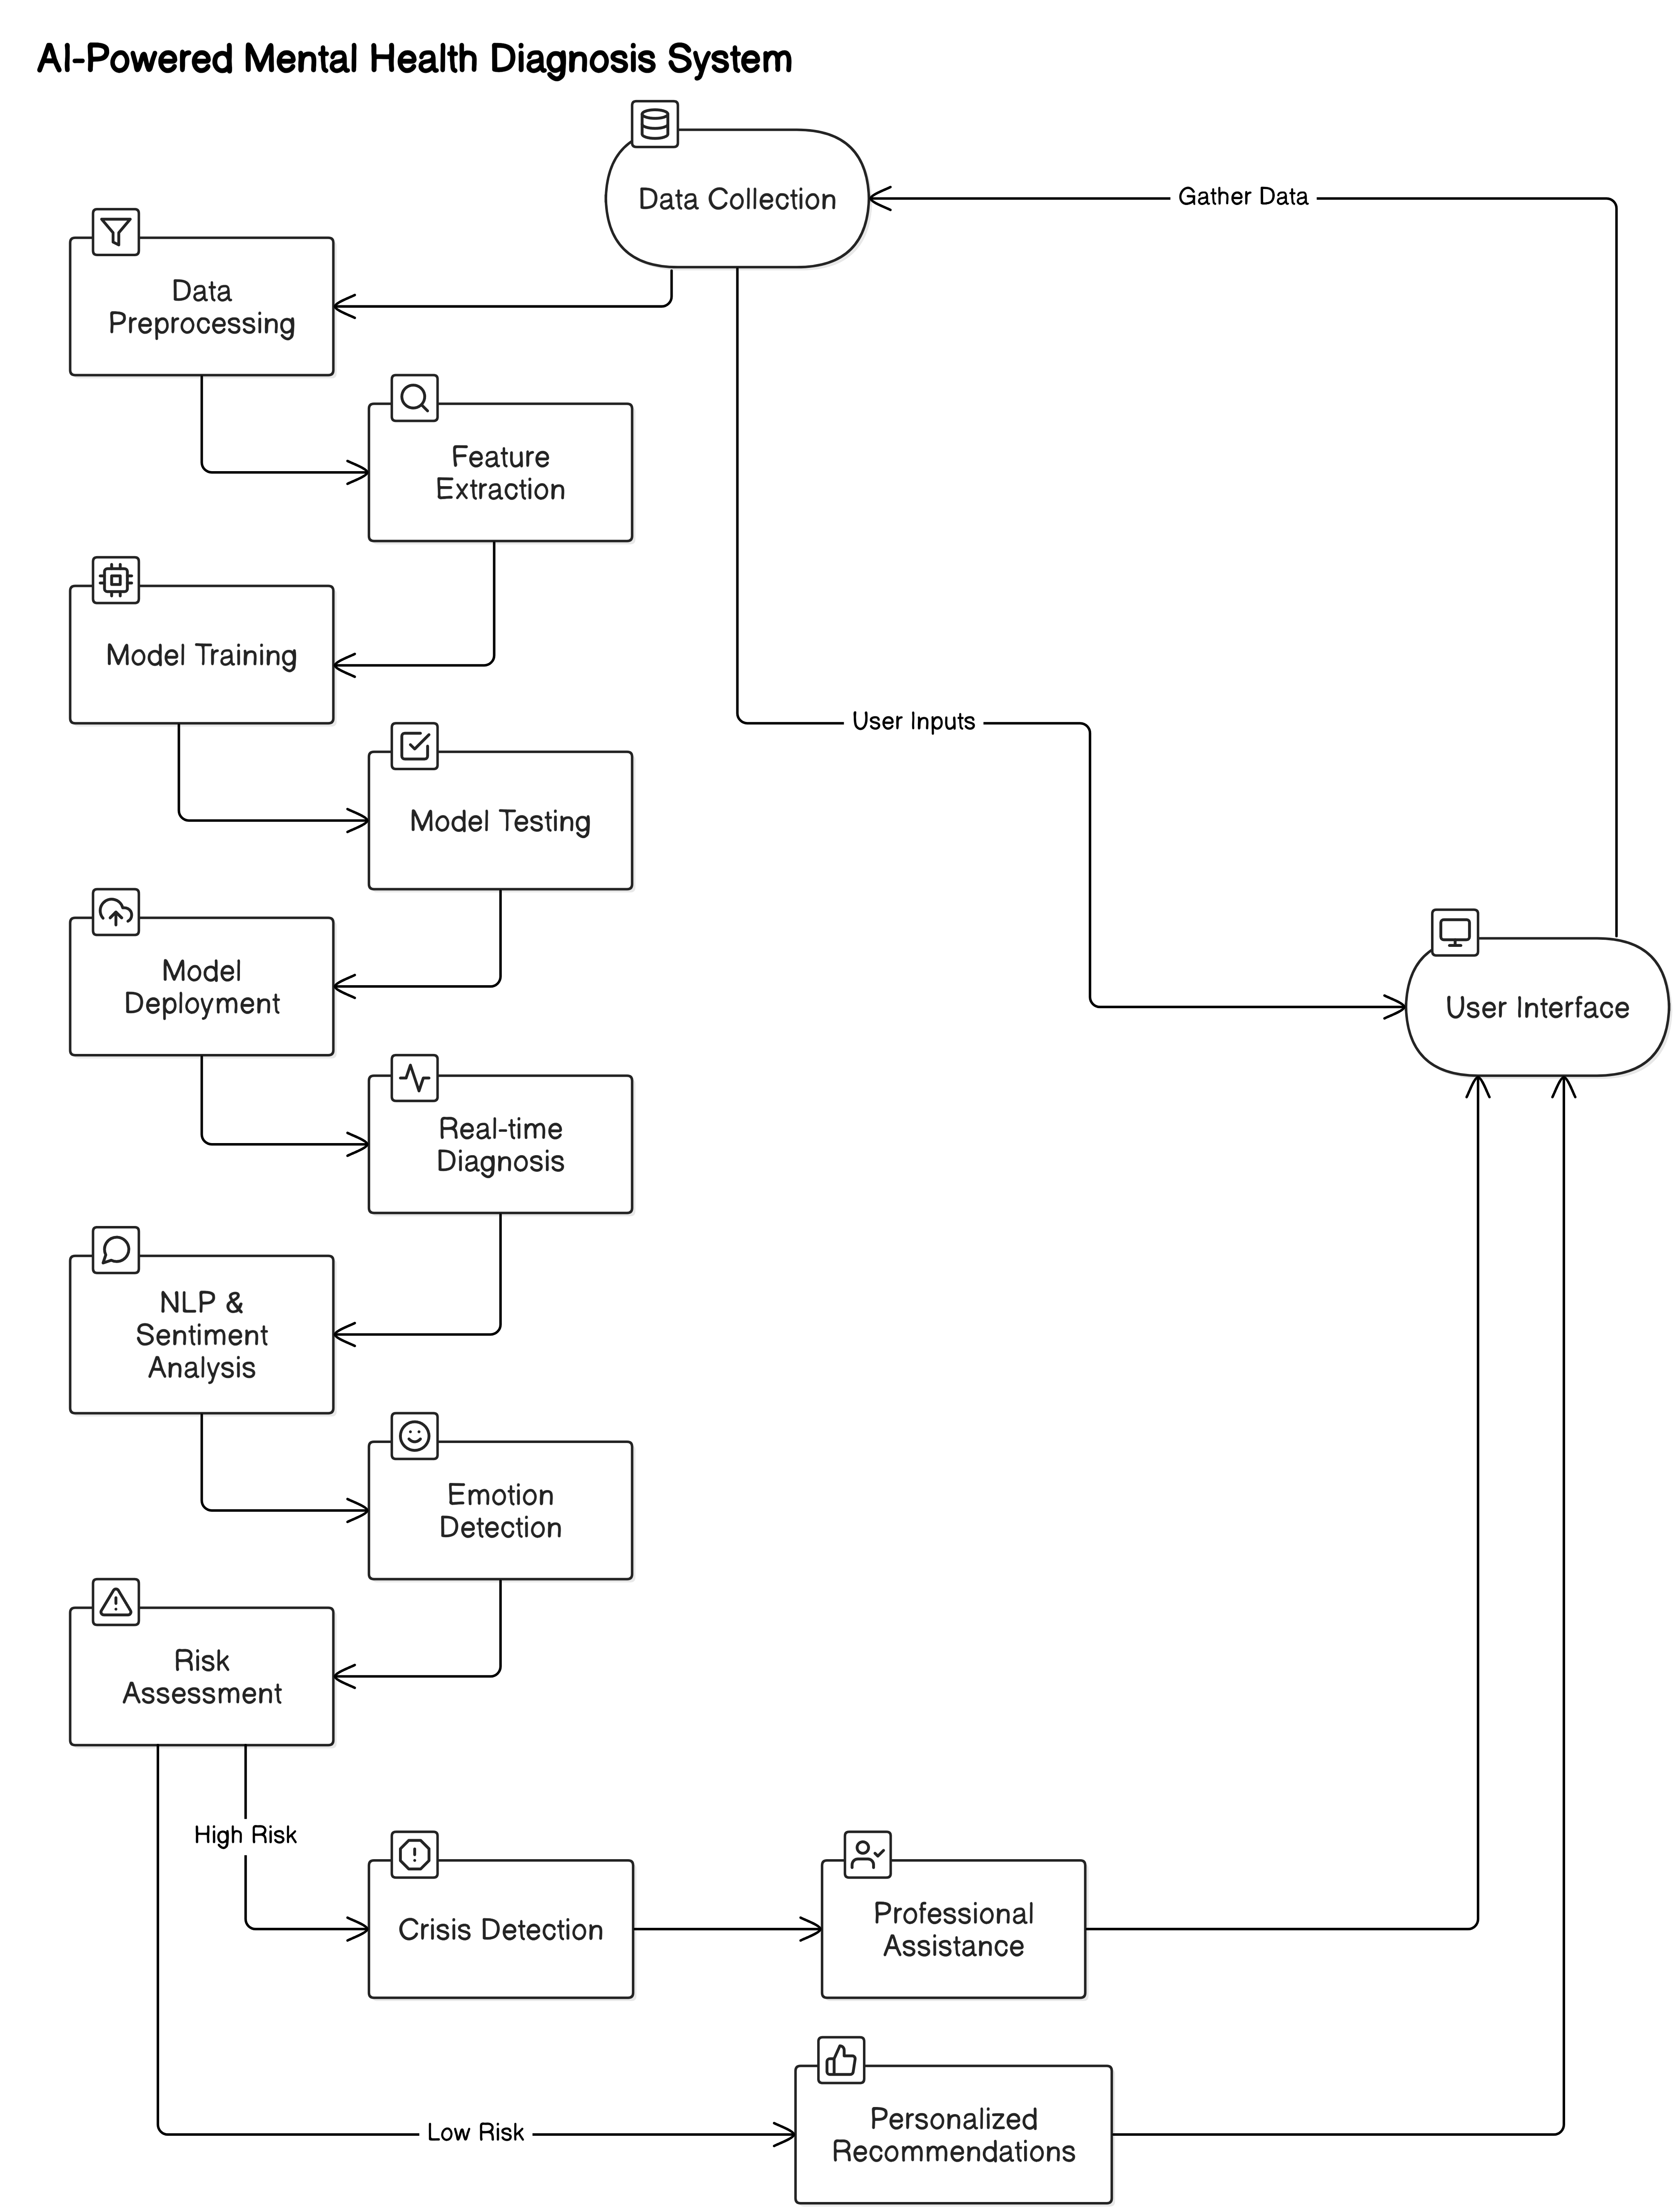 AI-Powered Mental Health Diagnosis System
Data Collection
Gather Data
Data
Preprocessing
Feature
Extraction
Model Training
User Inputs
Model Testing
Model
Deployment
User Interface
Real-time
Diagnosis
NLP &
Sentiment
Analysis
Emotion
Detection
Risk
Assessment
High Risk
Crisis Detection
Professional
Assistance
Low Risk
Personalized
Recommendations